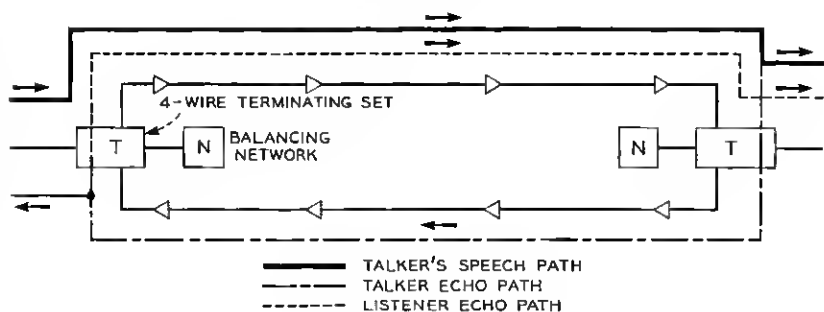 4-WIRE TERMINATING SET
T
N
BALANCING
NETWORK
N
T
TALKER'S SPEECH PATH
TALKER ECHO PATH
LISTENER ECHO PATH